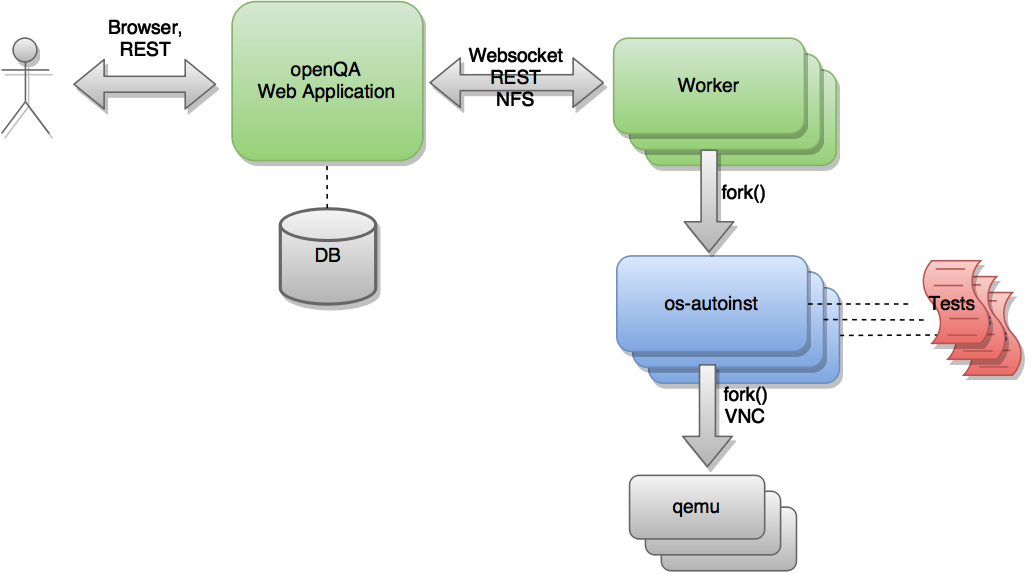 Browser,
REST
openQA
Web Application
Websocket
REST
NFS
Worker
fork()
DB
os-autoinst
Tests
fork()
VNC
qemu